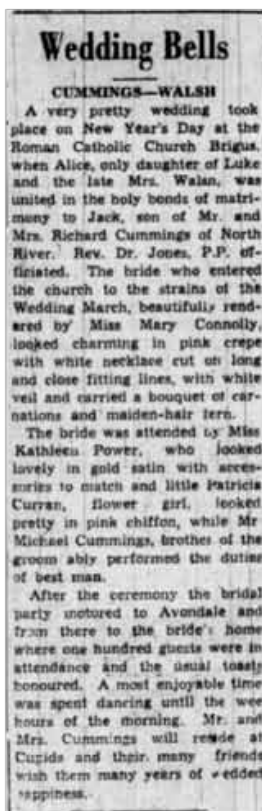 Wedding Bells
CUMMINGS—WALSH
A very pretty wedding took
place on New Year's Day at the
Roman Catholic Church Brigus,
when Alice, only daughter of Luke
and the late Mrs. Walsn, was
united in the holy bonds of matri-
mony to Jack, son of Mr. and
Mrs. Richard Cummings of North
River. Rev. Dr. Jones, P.P. of-
ficiated. The bride who entered
the church to the strains of the
Wedding March, beautifully rend-
ered by Miss Mary Connolly,
looked charming in pink crepe
with white necklace cut on long
and close fitting lines, with white
veil and carried a bouquet of car-
nations and maiden-hair fern.
The bride was attended by Miss
Kathleen Power, who looked
lovely in gold satin with acces-
sories to match and little Patricia
Curran, flower girl, looked
pretty in pink chiffon, while Mr
Michael Cummings, brother of the
groom ably performed the duties
of best man.
After the ceremony the bridal
party motored to Avondale and
from there to the bride's home
where one hundred guests were in
attendance and the usual toasts
honoured. A most enjoyable time
was spent dancing until the wee
hours of the morning. Mr. and
Mrs. Cummings will reside at
Cupids and their many friends
wish them many years of wedded
happiness.